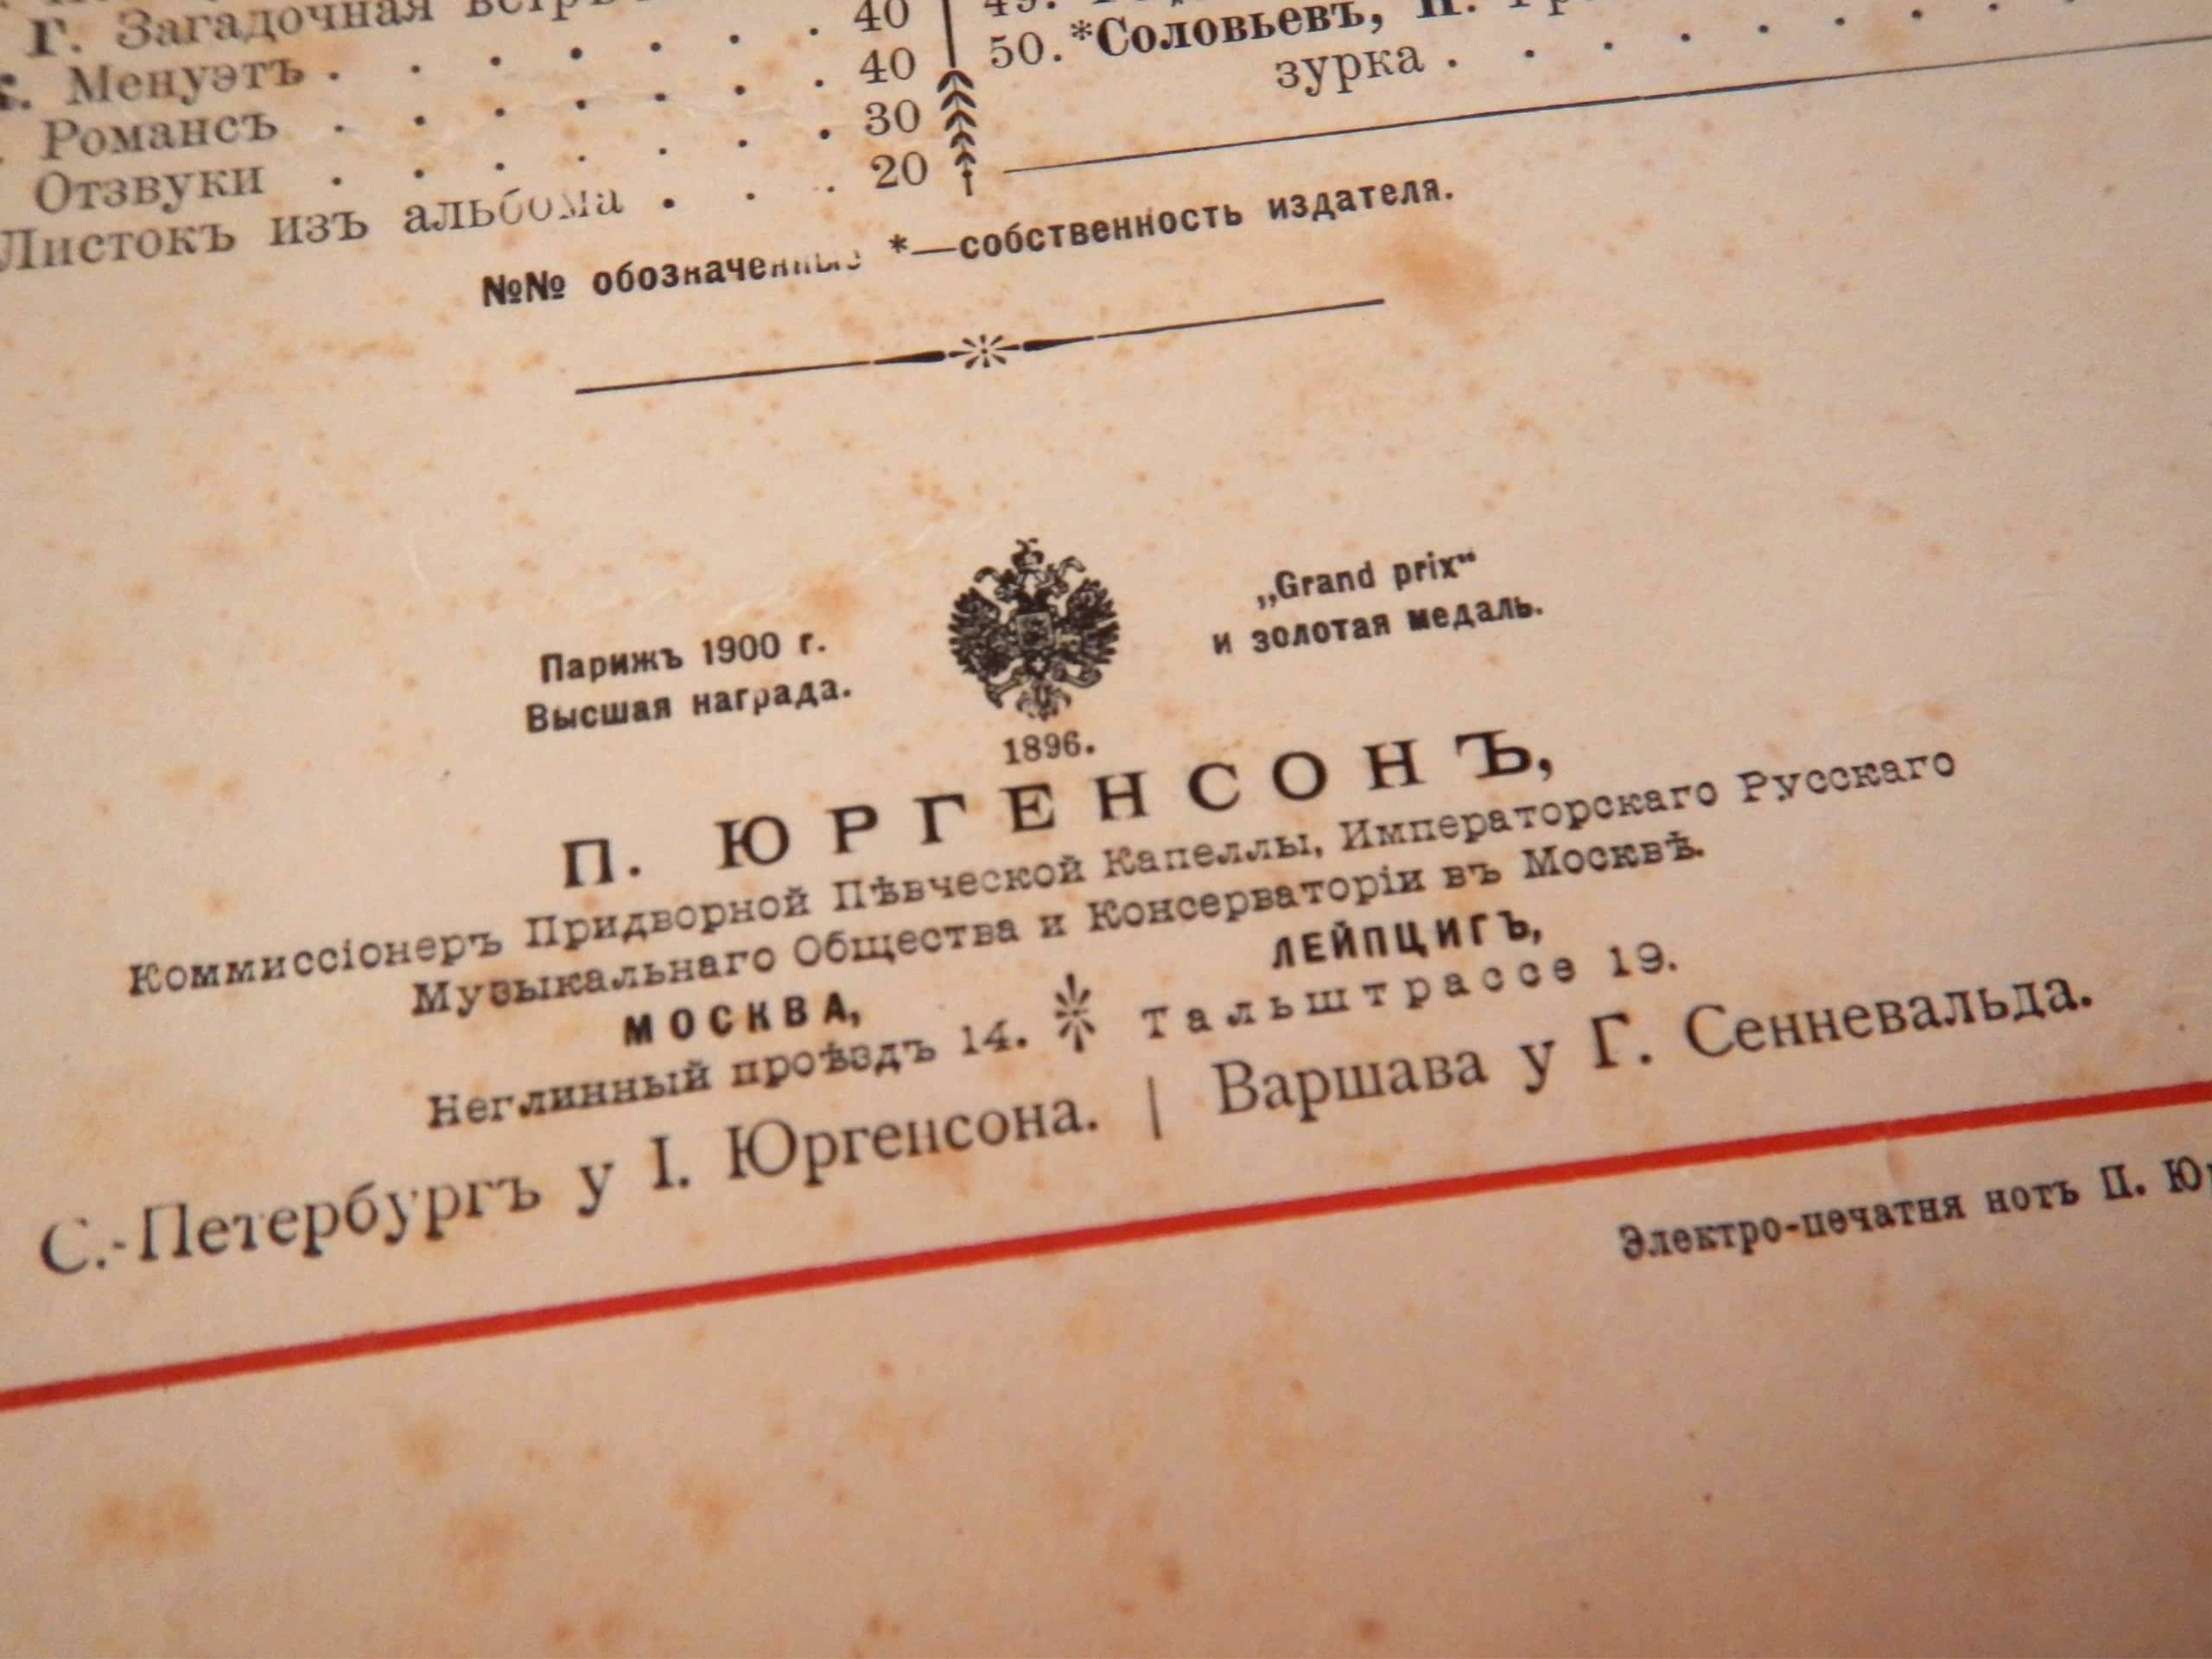 Г. Загадочная
Менуэтъ . . . . . . . 40
Романсъ . . . . . . . 40
Отзвуки . . . . . . . 30
Листокъ изъ альбома . . . 20
50. *Соловьевъ,
зурка . . . . . . . .
№№ обозначенные *—собственность издателя.
Парижъ 1900 г.
Высшая награда.
„Grand prix“
и золотая медаль.
1896.
П. ЮРГЕНСОНЪ,
Коммиссіонеръ Придворной Пѣвческой Капеллы, Императорскаго Русскаго
Музыкальнаго Общества и Консерваторіи въ Москвѣ.
МОСКВА,
Неглинный проѣздъ 14.
ЛЕЙПЦИГЪ,
Тальштрассе 19.
С.-Петербургъ у І. Юргенсона. | Варшава у Г. Сенневальда.
Электро-печатня нотъ П.